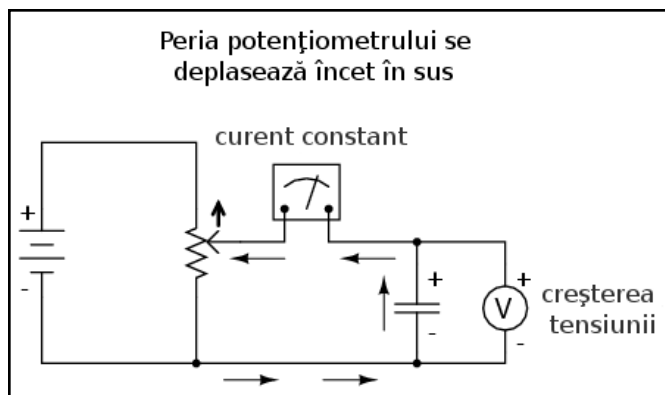 Peria potenţiometrului se
deplasează încet în sus
curent constant
+
-
+
-
V
+
-
creşterea
tensiunii